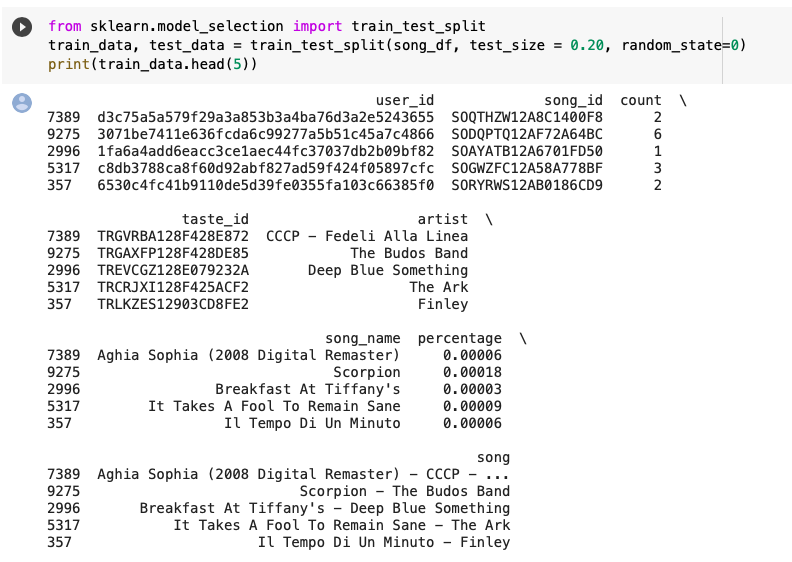 from sklearn.model_selection import train_test_split
train_data, test_data = train_test_split(song_df, test_size = 0.20, random_state=0)
print(train_data.head(5))
user_id song_id count \
7389 d3c75a5a579f29a3a853b3a4ba76d3a2e5243655 SOQTHZW12A8C1400F8 2
9275 3071be7411e636fcda6c99277a5b51c45a7c4866 SODQPTQ12AF72A64BC 6
2996 1fa6a4add6eacc3ce1aec44fc37037db2b09bf82 SOAYATB12A6701FD50 1
5317 c8db3788ca8f60d92abf827ad59f424f05897cfc SOGWZFC12A58A778BF 3
357 6530c4fc41b9110de5d39fe0355fa103c66385f0 SORYRWS12AB0186CD9 2
taste_id artist \
7389 TRGVRBA128F428E872 CCCP – Fedeli Alla Linea
9275 TRGAXFP128F428DE85 The Budos Band
2996 TREVCGZ128E079232A Deep Blue Something
5317 TRCRJXI128F425ACF2 The Ark
357 TRLKZES12903CD8FE2 Finley
song_name percentage \
7389 Aghia Sophia (2008 Digital Remaster) 0.00006
9275 Scorpion 0.00018
2996 Breakfast At Tiffany's 0.00003
5317 It Takes A Fool To Remain Sane 0.00009
357 Il Tempo Di Un Minuto 0.00006
song
7389 Aghia Sophia (2008 Digital Remaster) – CCCP – ...
9275 Scorpion – The Budos Band
2996 Breakfast At Tiffany's – Deep Blue Something
5317 It Takes A Fool To Remain Sane – The Ark
357 Il Tempo Di Un Minuto – Finley